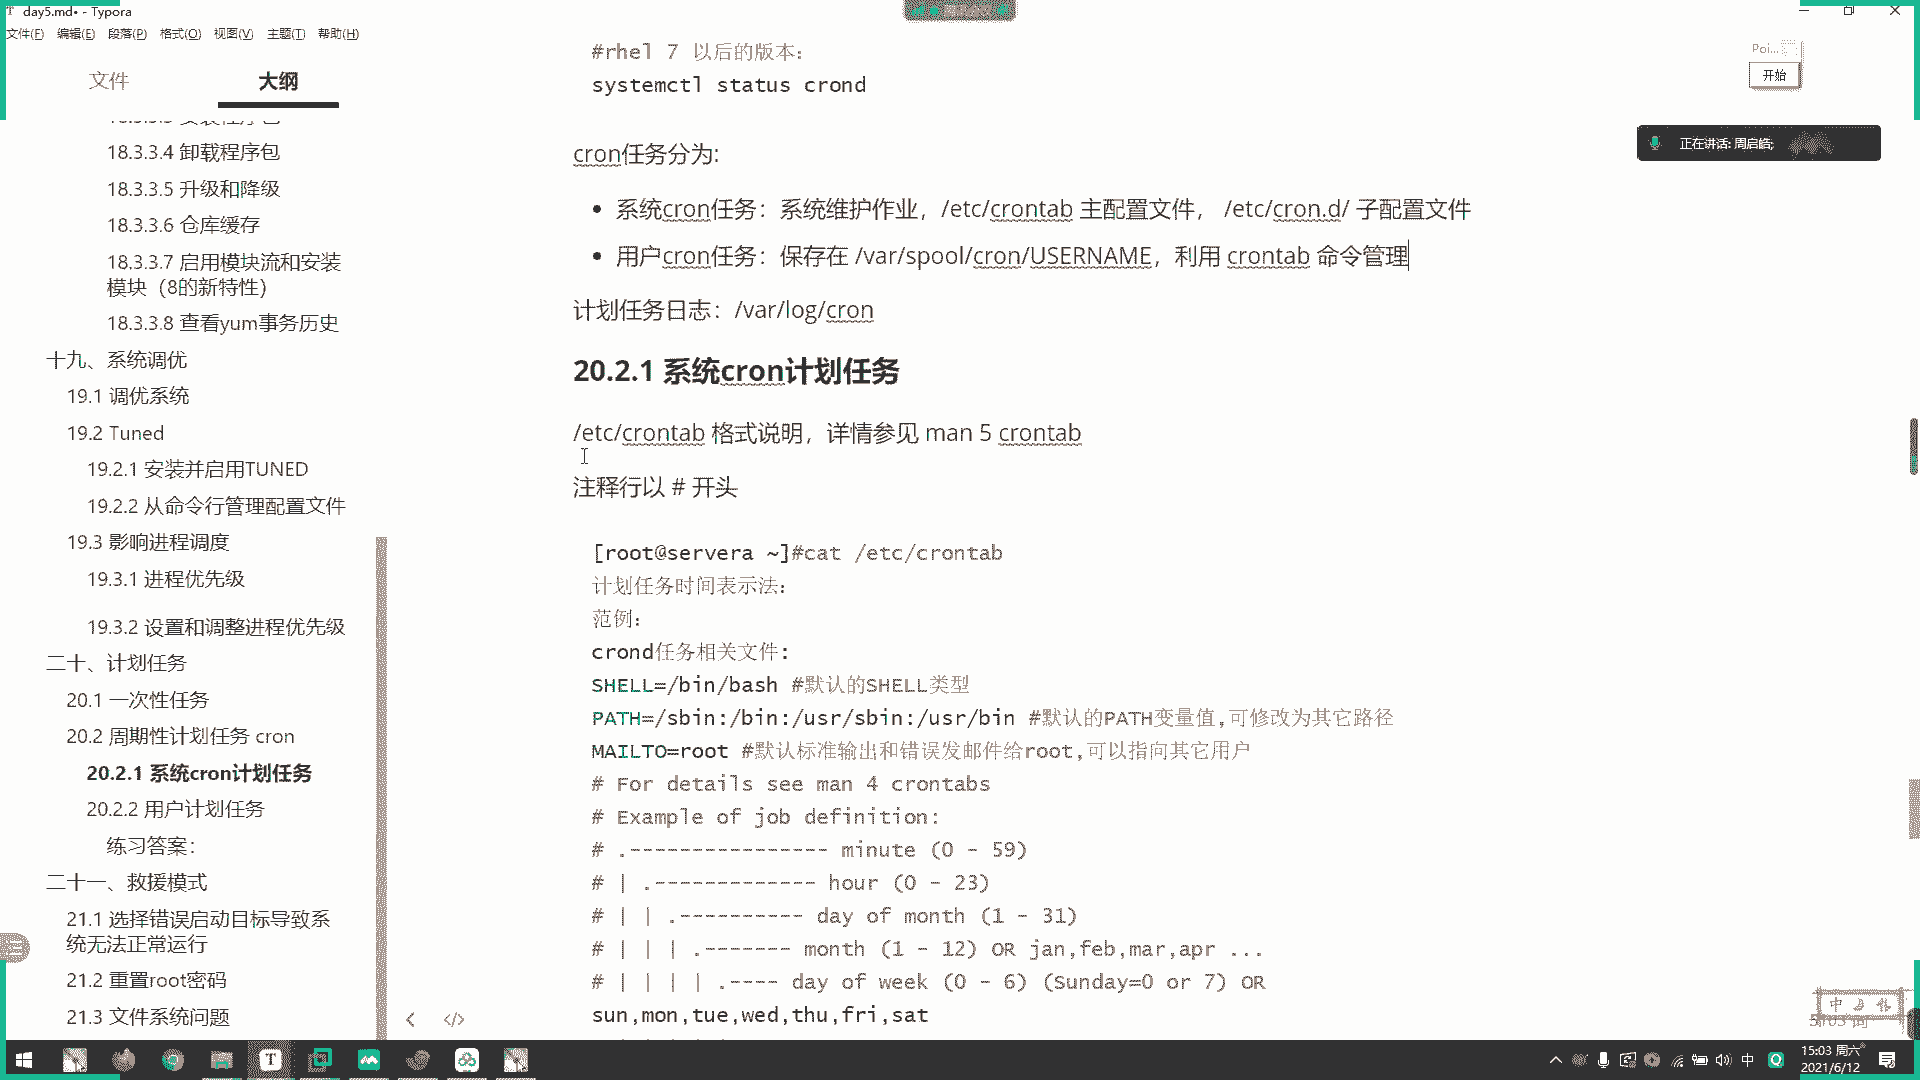 day5.md• - Typora
文件(F) 编辑(E) 段落(P) 格式(O) 视图(V) 主题(T) 帮助(H)
文件 大纲
18.3.3.4 卸载程序包
18.3.3.5 升级和降级
18.3.3.6 仓库缓存
18.3.3.7 启用模块流和安装
模块（8的新特性）
18.3.3.8 查看yum事务历史
十九、系统调优
19.1 调优系统
19.2 Tuned
19.2.1 安装并启用TUNED
19.2.2 从命令行管理配置文件
19.3 影响进程调度
19.3.1 进程优先级
19.3.2 设置和调整进程优先级
二十、计划任务
20.1 一次性任务
20.2 周期性计划任务 cron
20.2.1 系统cron计划任务
20.2.2 用户计划任务
练习答案：
二十一、救援模式
21.1 选择错误启动目标导致系
统无法正常运行
21.2 重置root密码
21.3 文件系统问题
#rhel 7 以后的版本：
systemctl status crond
cron任务分为:
• 系统cron任务：系统维护作业，/etc/crontab 主配置文件， /etc/cron.d/ 子配置文件
• 用户cron任务：保存在 /var/spool/cron/USERNAME，利用 crontab 命令管理
计划任务日志：/var/log/cron
20.2.1 系统cron计划任务
/etc/crontab 格式说明，详情参见 man 5 crontab
注释行以 # 开头
[root@servera ~]#cat /etc/crontab
计划任务时间表示法：
范例：
crond任务相关文件：
SHELL=/bin/bash #默认的SHELL类型
PATH=/sbin:/bin:/usr/sbin:/usr/bin #默认的PATH变量值,可修改为其它路径
MAILTO=root #默认标准输出和错误发邮件给root,可以指向其它用户
# For details see man 4 crontabs
# Example of job definition:
# .---------------- minute (0 - 59)
# | .------------- hour (0 - 23)
# | | .---------- day of month (1 - 31)
# | | | .------- month (1 - 12) OR jan,feb,mar,apr ...
# | | | | .---- day of week (0 - 6) (Sunday=0 or 7) OR
sun,mon,tue,wed,thu,fri,sat
Poi...
开始
正在讲话: 周启皓;
中
15:03 周六
2021/6/12